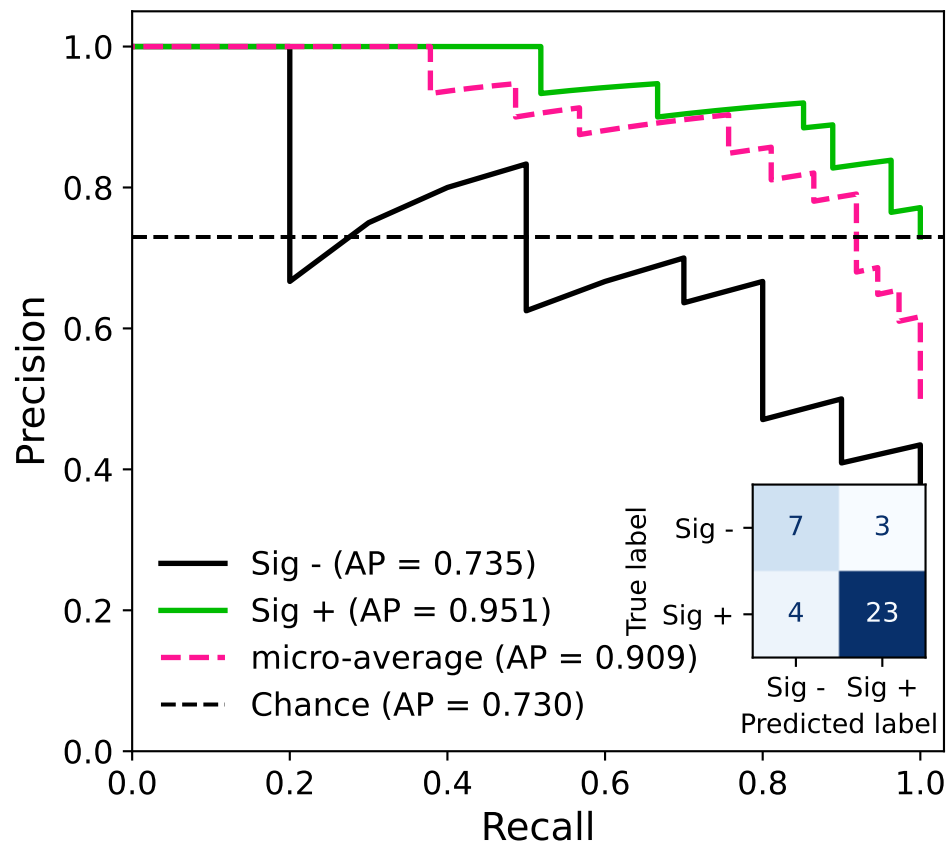 Precision
1.0
0.8
0.6
0.4
0.2
0.0
0.0 0.2 0.4 0.6 0.8 1.0
Recall
Sig - (AP = 0.735)
Sig + (AP = 0.951)
micro-average (AP = 0.909)
Chance (AP = 0.730)
True label
Sig - 7 3
Sig + 4 23
Sig - Sig +
Predicted label